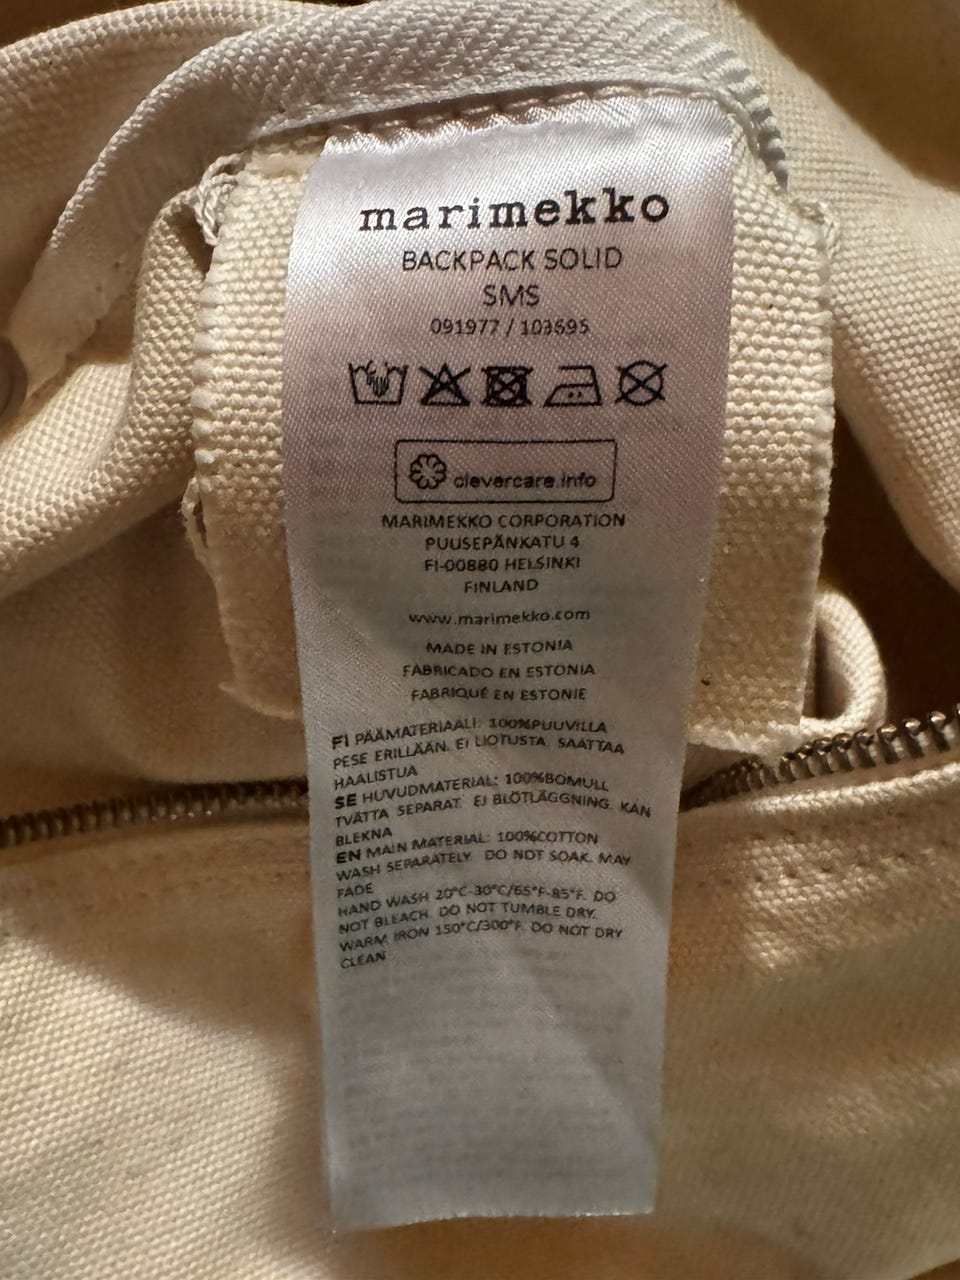 marimekko
BACKPACK SOLID
SMS
091977 / 103695
clevercare.info
MARIMEKKO CORPORATION
PUUSEPÄNKATU 4
FI-00880 HELSINKI
FINLAND
www.marimekko.com
MADE IN ESTONIA
FABRICADO EN ESTONIA
FABRIQUÉ EN ESTONIE
FI PÄÄMATERIAALI: 100%PUUVILLA
PESE ERILLÄÄN. EI LIOTUSTA. SAATTAA
HAALISTUA
SE HUVUDMATERIAL: 100%BOMULL
TVÄTTA SEPARAT. EJ BLÖTLÄGGNING. KAN
BLEKNA
EN MAIN MATERIAL: 100%COTTON
WASH SEPARATELY. DO NOT SOAK. MAY
FADE
HAND WASH 20°C-30°C/65°F-85°F. DO
NOT BLEACH. DO NOT TUMBLE DRY.
WARM IRON 150°C/300°F. DO NOT DRY
CLEAN